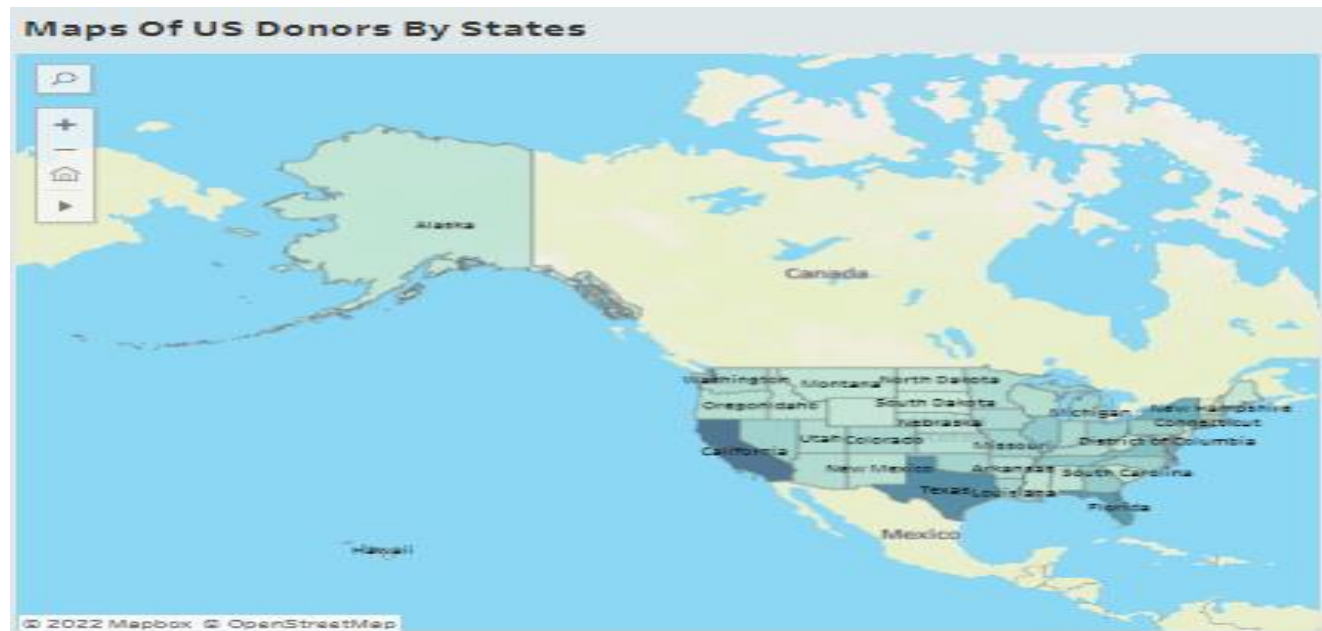 Maps Of US Donors By States
Alaska
Canada
Washington
Montana
North Dakota
Oregon
Idaho
South Dakota
Michigan
New Hampshire
Nebraska
Connecticut
Utah
Colorado
Missouri
District of Columbia
California
New Mexico
Arkansas
South Carolina
Texas
Louisiana
Florida
Mexico
Hawaii
© 2022 Mapbox © OpenStreetMap